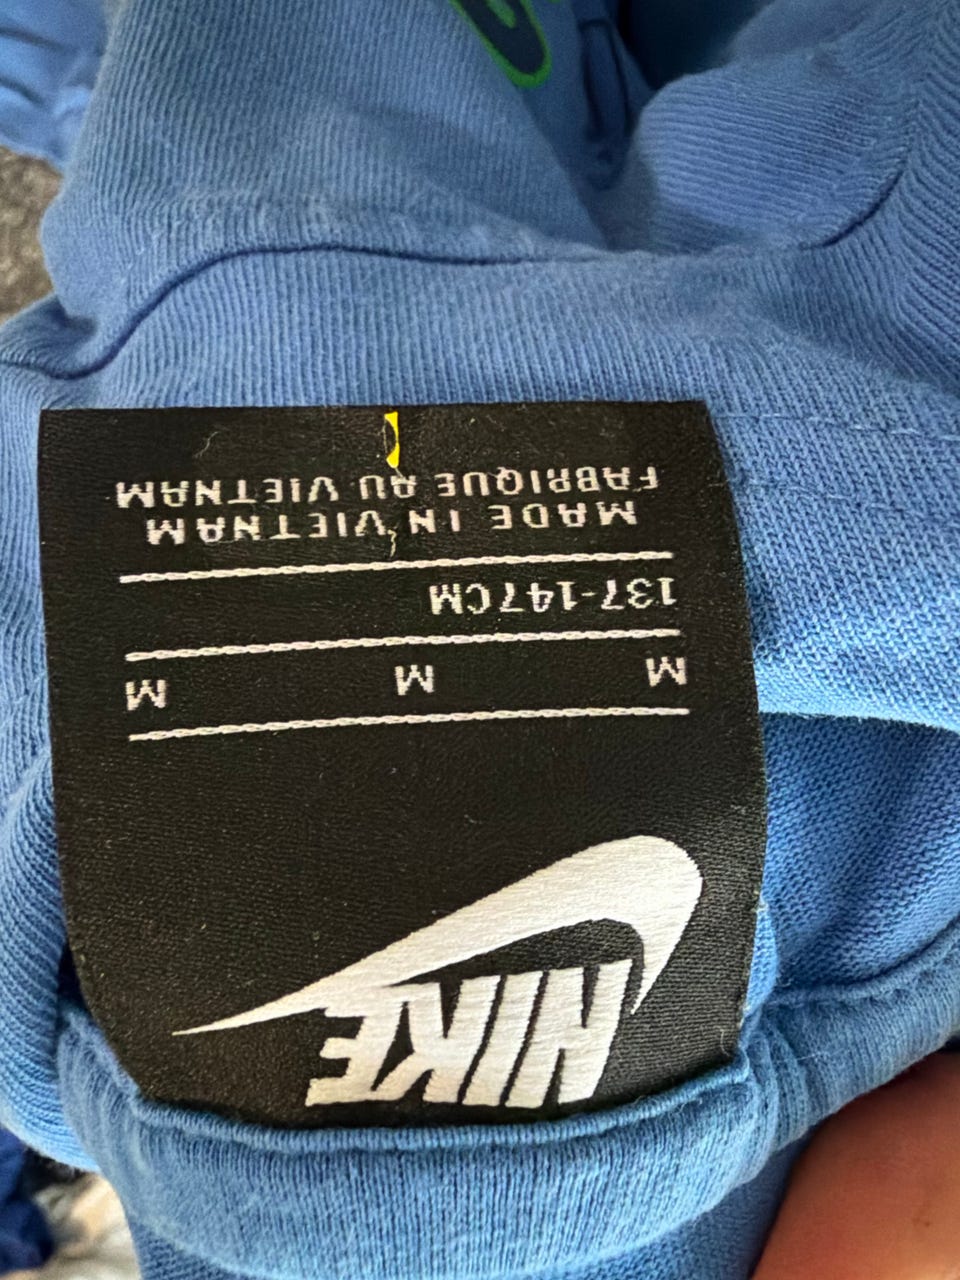 NIKE
M M M
137-147CM
MADE IN VIETNAM
FABRIQUE AU VIETNAM